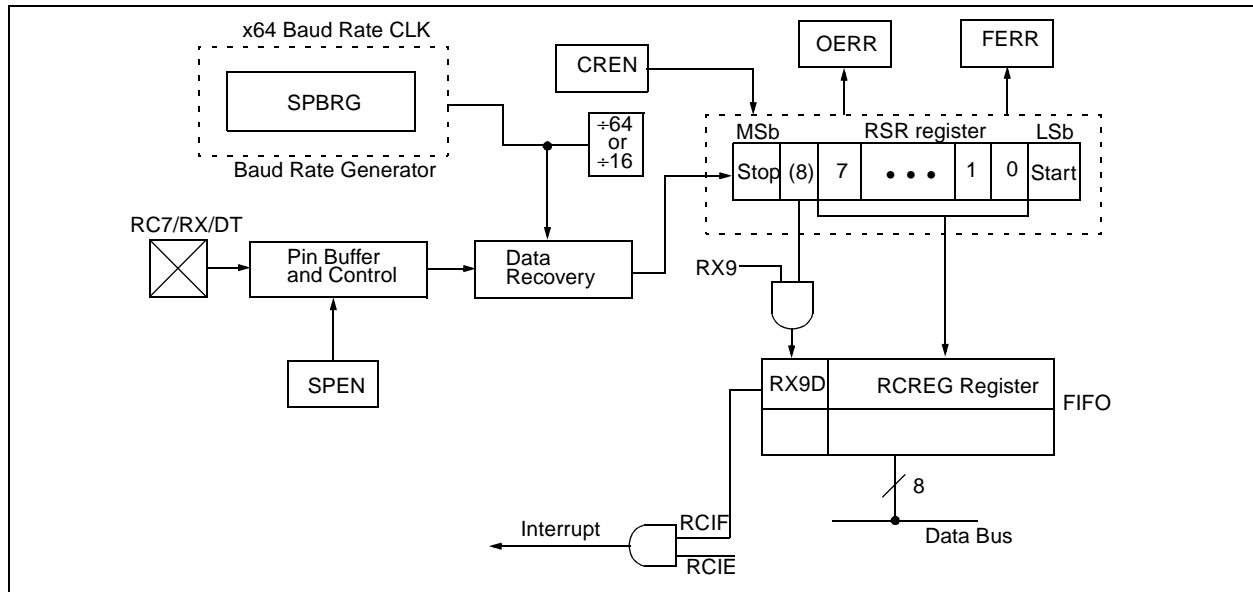 x64 Baud Rate CLK
SPBRG
Baud Rate Generator
CREN
OERR
FERR
÷64
or
÷16
MSb
RSR register
LSb
Stop
(8)
7
• • •
1
0
Start
RC7/RX/DT
Pin Buffer
and Control
Data
Recovery
RX9
SPEN
RX9D
RCREG Register
FIFO
8
Data Bus
Interrupt
RCIF
RCIE